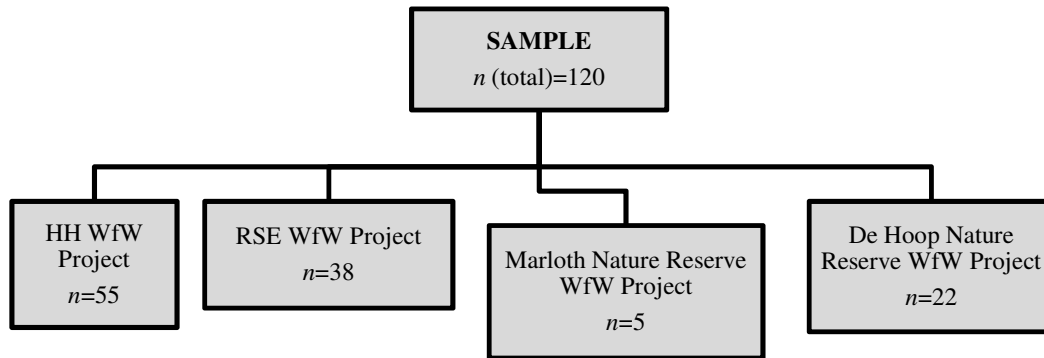 SAMPLE
n (total)=120
HH WfW
Project
n=55
RSE WfW Project
n=38
Marloth Nature Reserve
WfW Project
n=5
De Hoop Nature
Reserve WfW Project
n=22